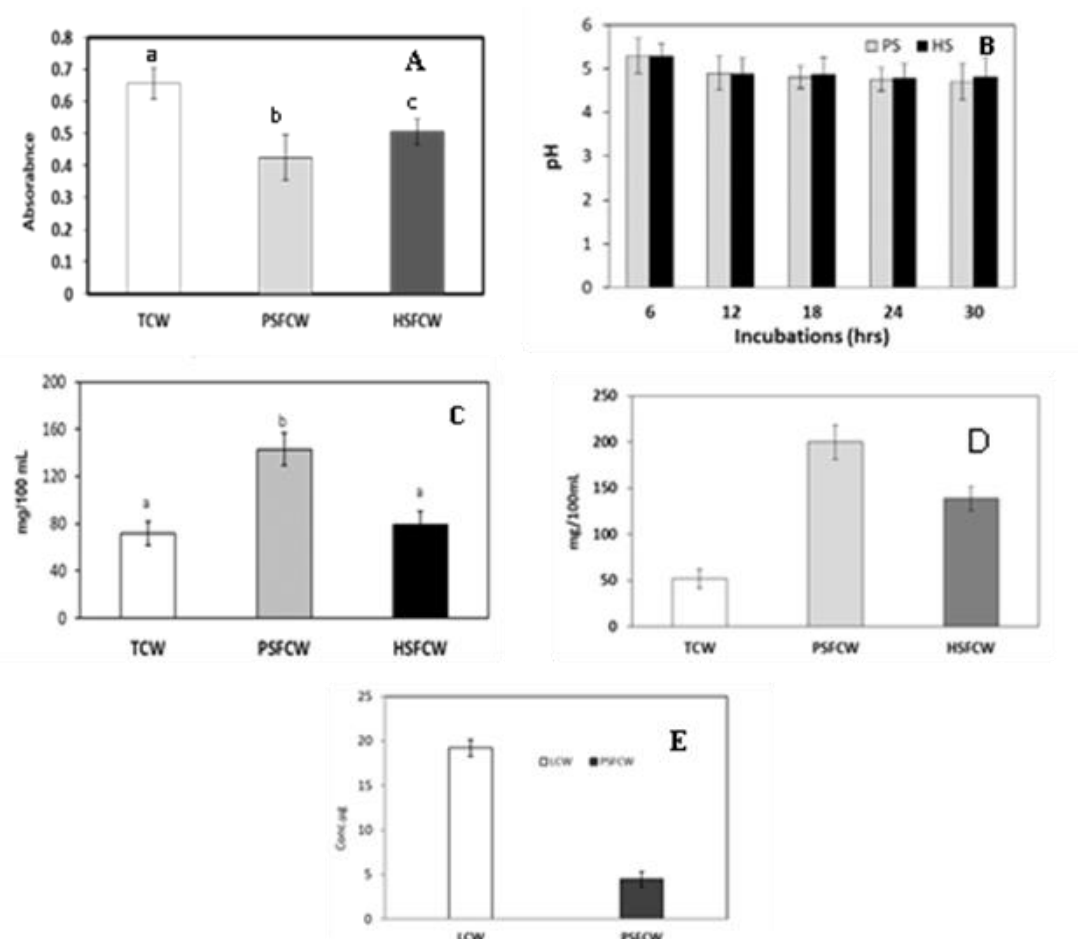 A
Absorabnce
0.8
0.7
0.6
0.5
0.4
0.3
0.2
0.1
0
a
b
c
TCW PSFCW HSFCW
B
PS HS
pH
6
5
4
3
2
1
0
6 12 18 24 30
Incubations (hrs)
C
mg/100 mL
200
160
120
80
40
0
a
b
a
TCW PSFCW HSFCW
D
mg/100mL
250
200
150
100
50
0
TCW PSFCW HSFCW
E
Conc.µg
25
20
15
10
5
0
LCW PSFCW
LCW PSFCW